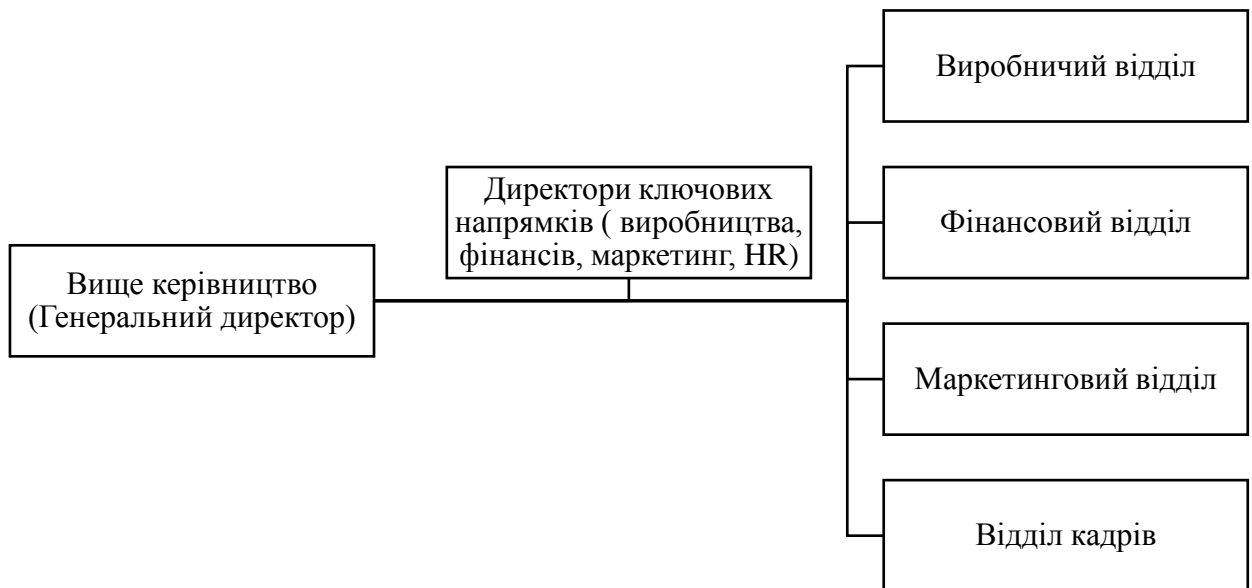 Вище керівництво
(Генеральний директор)
Директори ключових
напрямків ( виробництва,
фінансів, маркетинг, HR)
Виробничий відділ
Фінансовий відділ
Маркетинговий відділ
Відділ кадрів